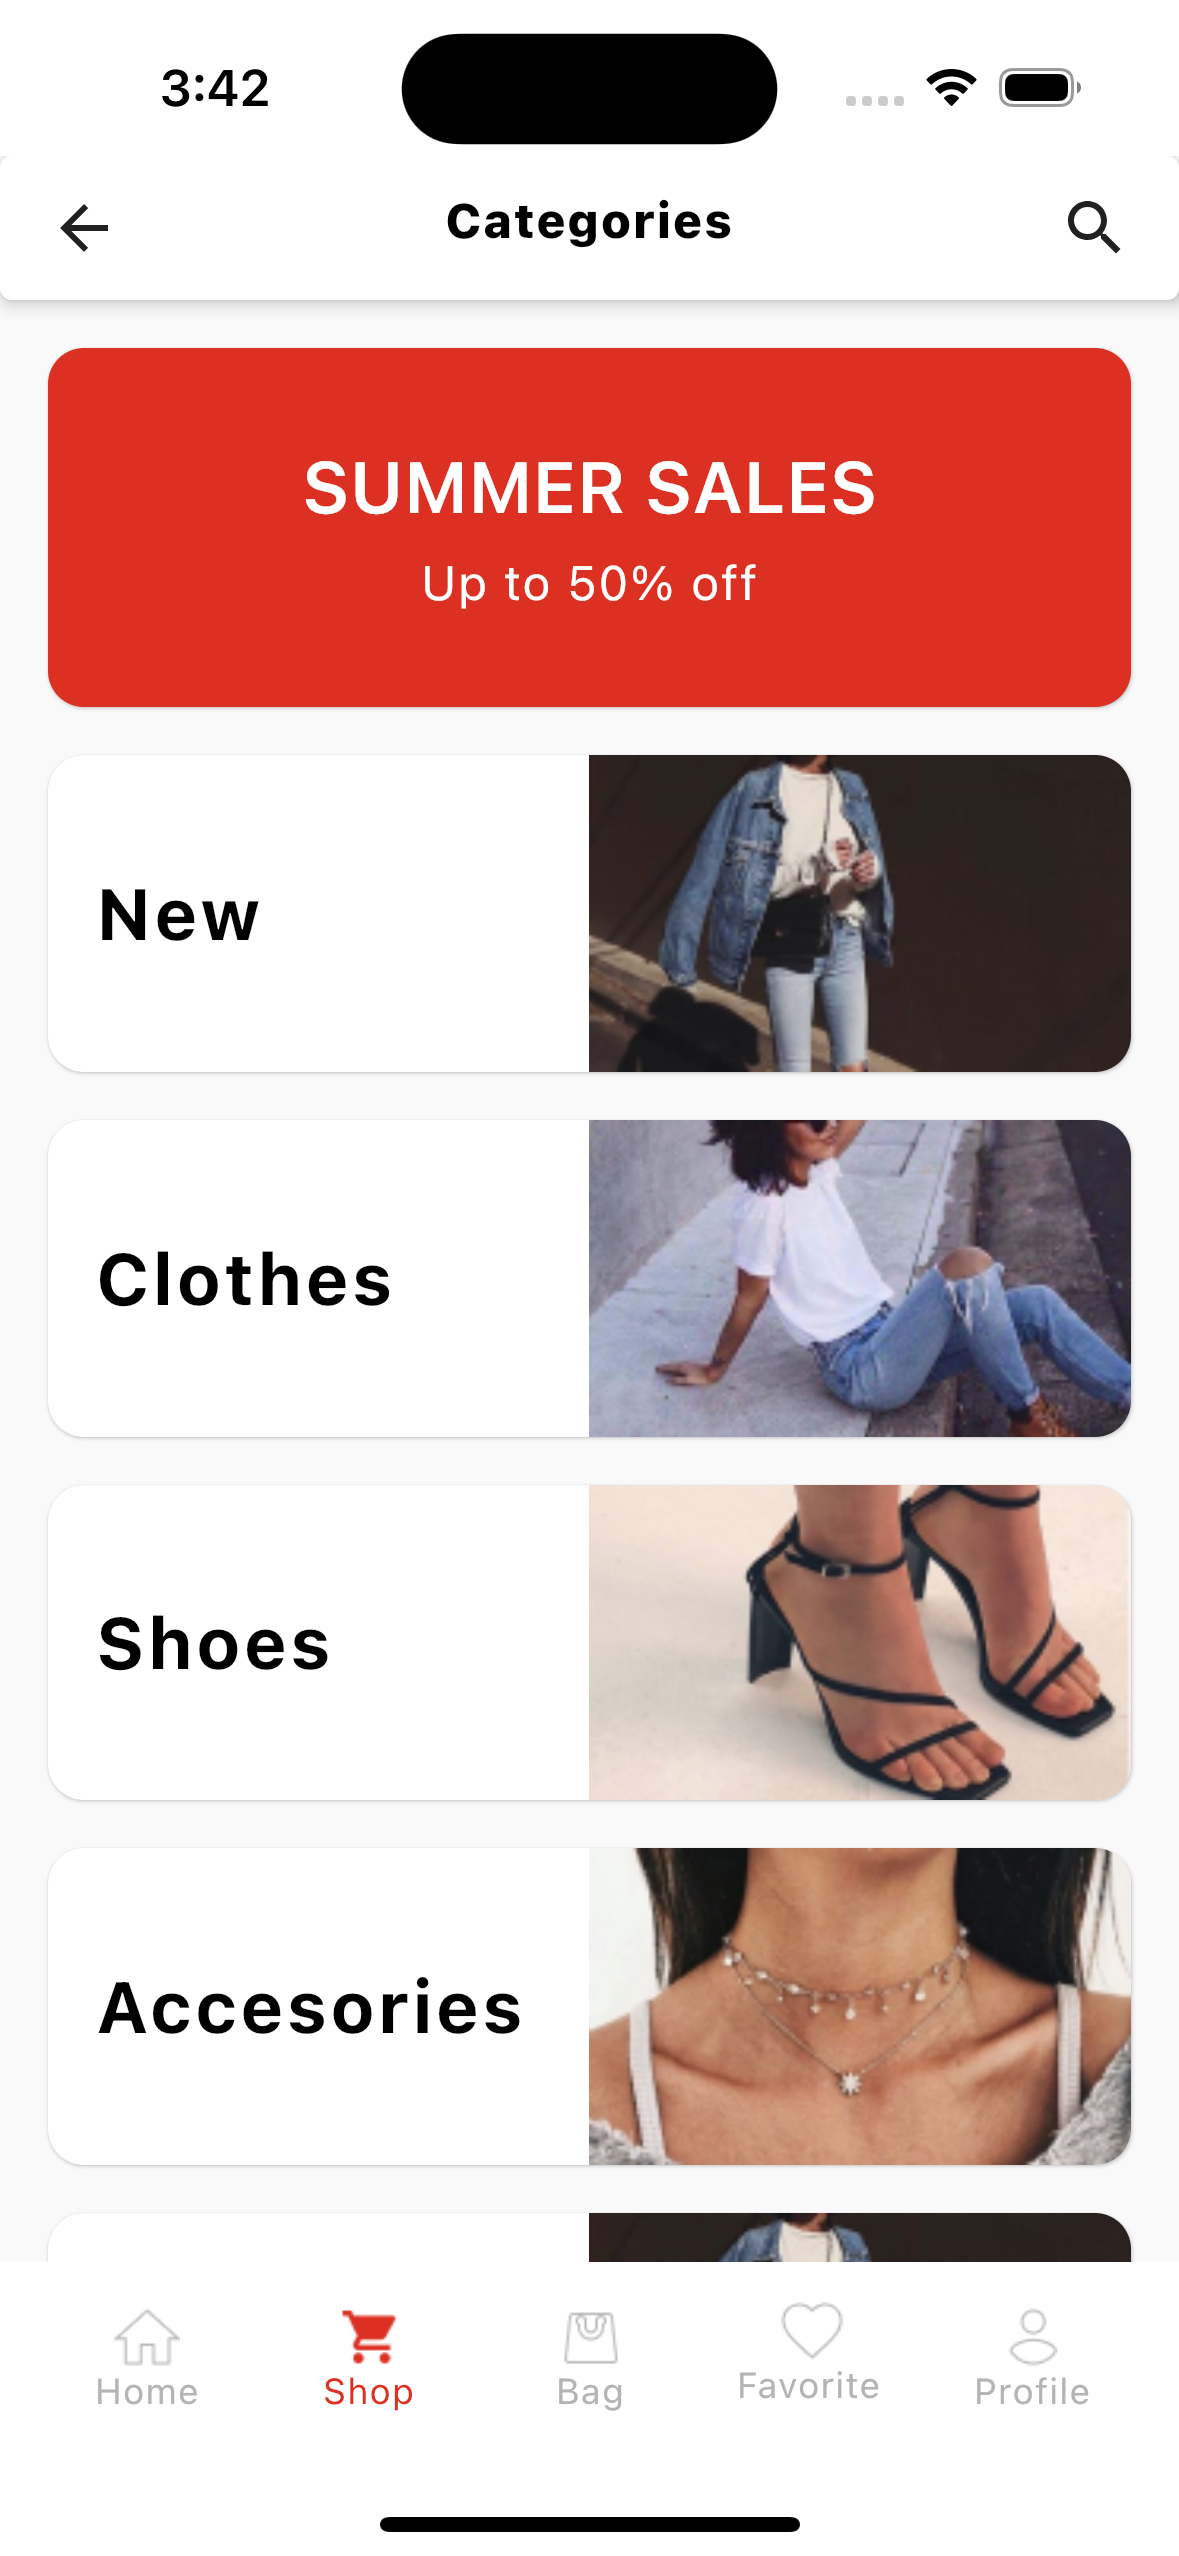 3:42
Categories
SUMMER SALES
Up to 50% off
New
Clothes
Shoes
Accesories
Home
Shop
Bag
Favorite
Profile